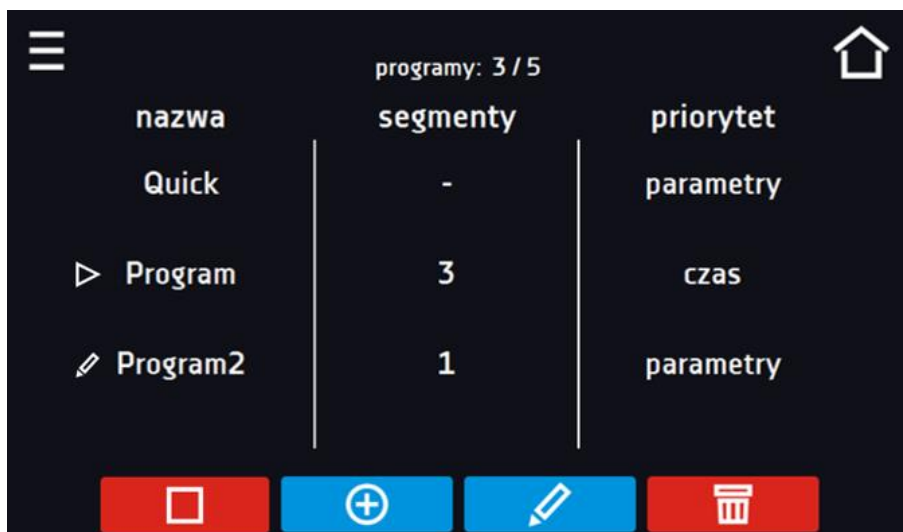 programy: 3 / 5
nazwa segmenty priorytet
Quick - parametry
Program 3 czas
Program2 1 parametry